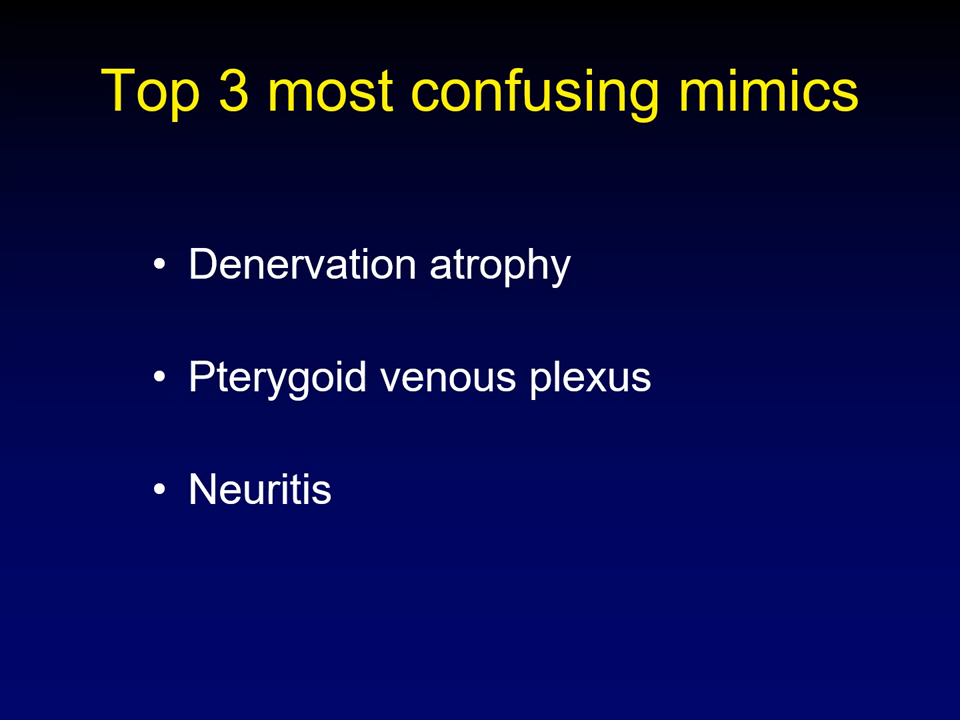 Top 3 most confusing mimics
• Denervation atrophy
• Pterygoid venous plexus
• Neuritis